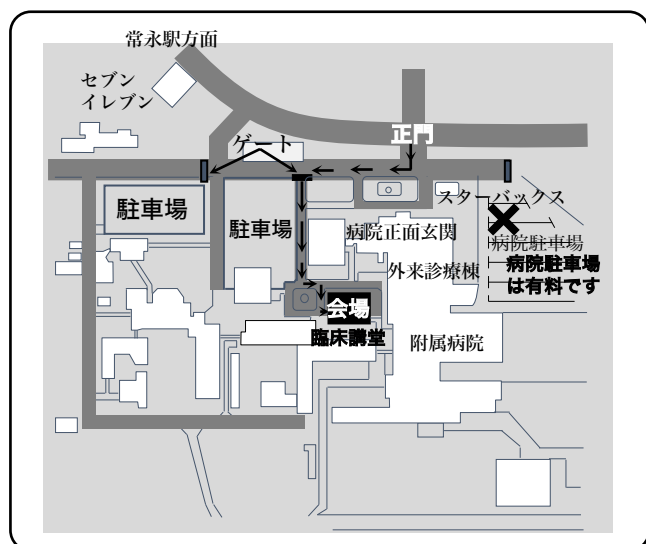 常永駅方面
セブン
イレブン
正門
ゲート
スターバックス
駐車場
駐車場
病院正面玄関
病院駐車場
外来診療棟
病院駐車場
は有料です
会場
臨床講堂
附属病院